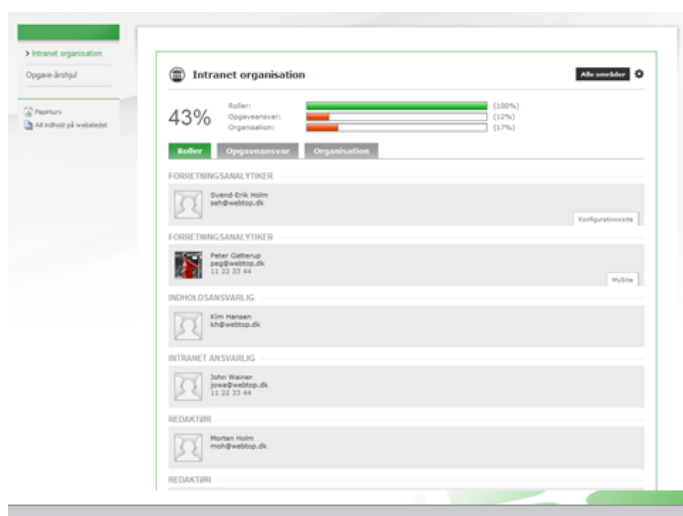 Intranet organisation
Opgave-årshjul
Papirkurv
Alt indhold på webstedet
Intranet organisation
Alle områder
43%
Roller: (100%)
Opgaveansvar: (12%)
Organisation: (17%)
Roller Opgaveansvar Organisation
FORRETNINGSANALYTIKER
Svend-Erik Holm
seh@webtop.dk
Konfigurationssite
FORRETNINGSANALYTIKER
Peter Gøtterup
peg@webtop.dk
11 22 33 44
MySite
INDHOLDSANSVARLIG
Kim Hansen
kh@webtop.dk
INTRANET ANSVARLIG
John Wainer
jowa@webtop.dk
11 22 33 44
REDAKTØR
Morten Holm
moh@webtop.dk
REDAKTØR